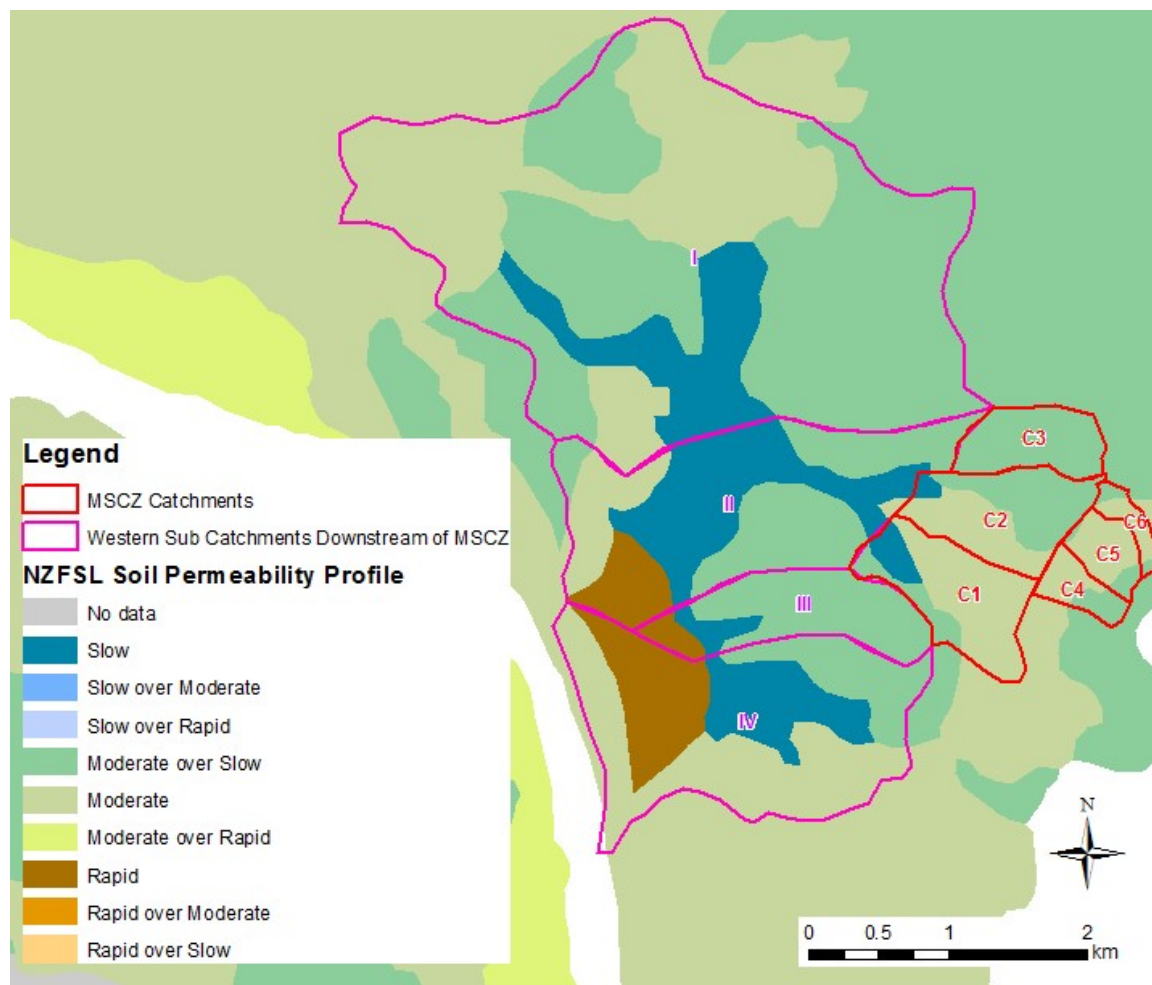 I
C3
II
C2
C6
C5
C1
C4
III
IV
Legend
MSCZ Catchments
Western Sub Catchments Downstream of MSCZ
NZFSL Soil Permeability Profile
No data
Slow
Slow over Moderate
Slow over Rapid
Moderate over Slow
Moderate
Moderate over Rapid
Rapid
Rapid over Moderate
Rapid over Slow
N
0 0.5 1 2
km